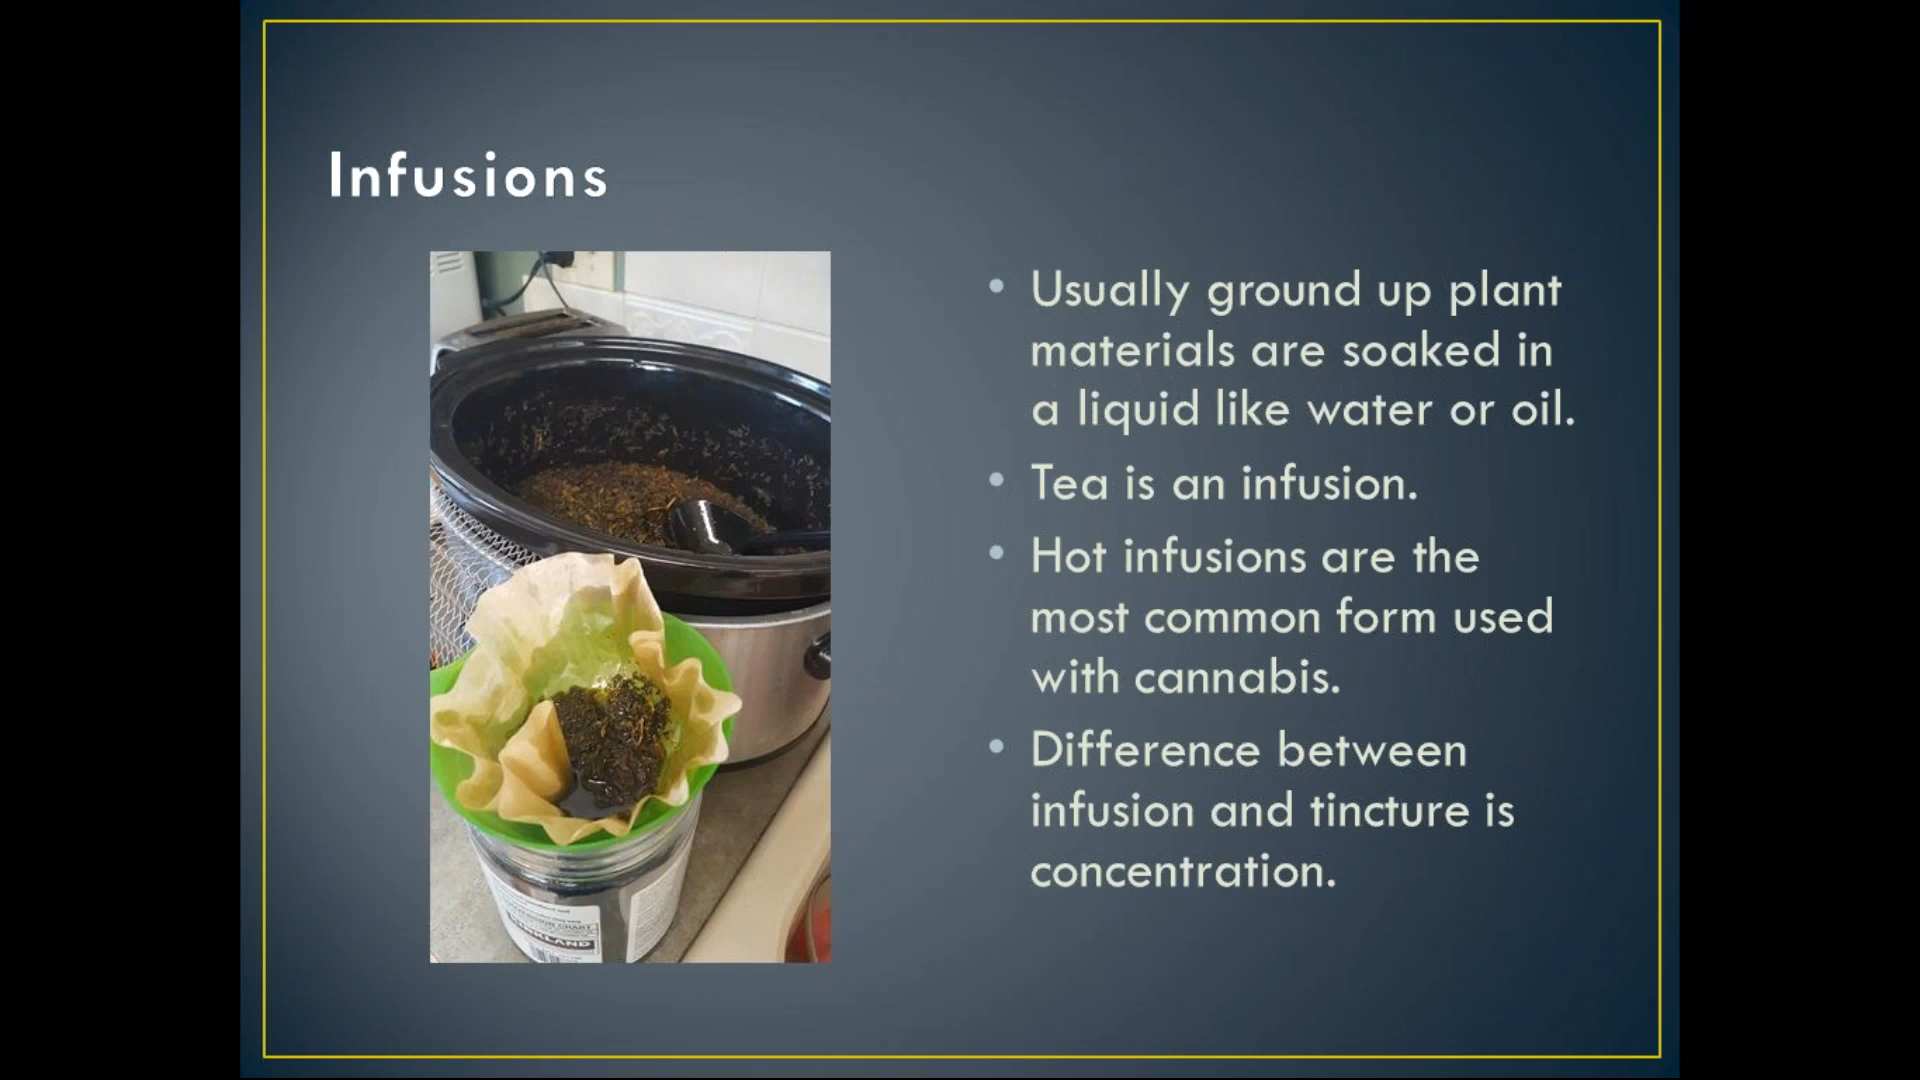 Infusions
Usually ground up plant
materials are soaked in
a liquid like water or oil.
Tea is an infusion.
Hot infusions are the
most common form used
with cannabis.
Difference between
infusion and tincture is
concentration.